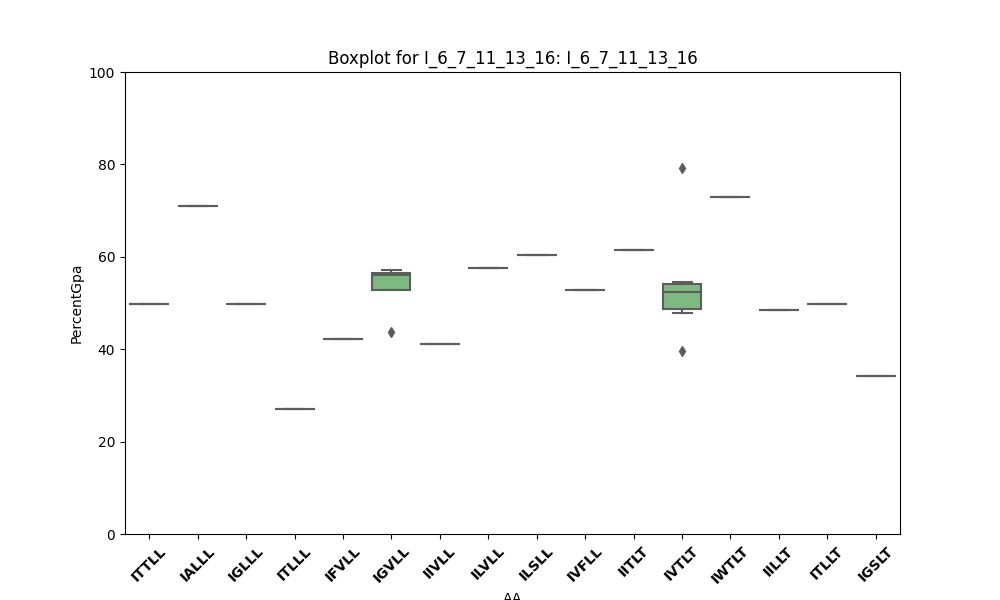 Boxplot for I_6_7_11_13_16: I_6_7_11_13_16
100
80
60
40
20
0
PercentGpa
ITTLL
IALLL
IGLLL
ITLLL
IFVLL
IGVLL
IIVLL
ILVLL
ILSLL
IVFLL
IITLT
IVTLT
IWTLT
IILLT
ITLLT
IGSLT
AA